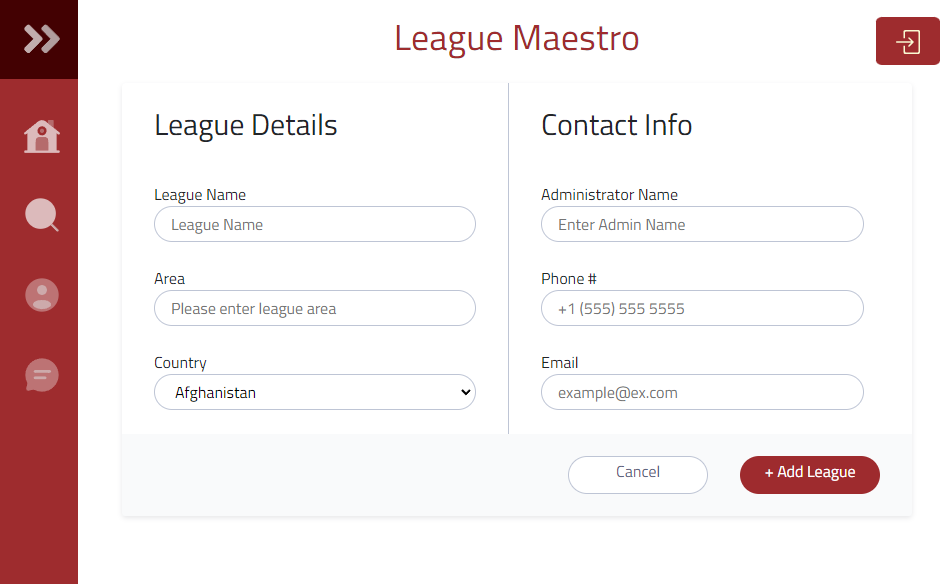 League Maestro
League Details
League Name
League Name
Area
Please enter league area
Country
Afghanistan
Contact Info
Administrator Name
Enter Admin Name
Phone #
+1 (555) 555 5555
Email
example@ex.com
Cancel
+ Add League